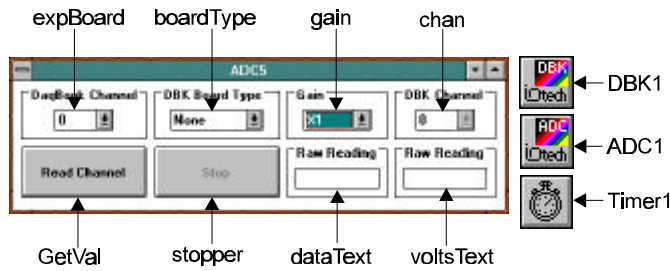 expBoard boardType gain chan
ADC5
DaqBook Channel DBK Board Type Gain DBK Channel
0 None X1 0
Read Channel Stop Raw Reading Raw Reading
DBK
iOtech
DBK1
ADC
iOtech
ADC1
Timer1
GetVal stopper dataText voltsText